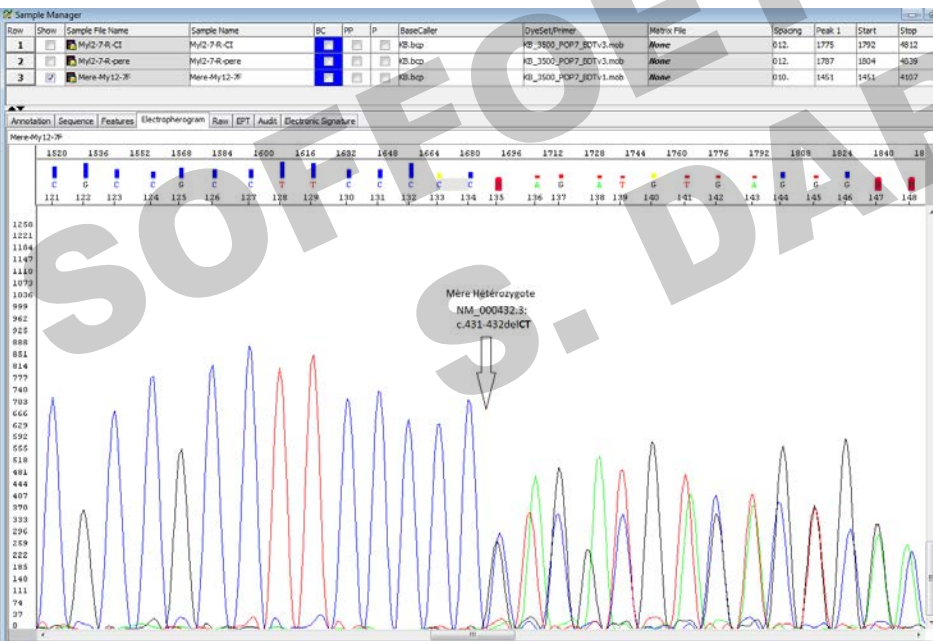 Sample Manager
Row Show Sample File Name Sample Name BC PP P BaseCaller DyeSet/Primer Matrix File Spacing Peak 1 Start Stop
1 Myl2-7-R-CI Myl2-7-R-CI KB.bcp KB_3500_POP7_BDTv3.mob None 012. 1775 1792 4812
2 Myl2-7-R-pere Myl2-7-R-pere KB.bcp KB_3500_POP7_BDTv3.mob None 012. 1787 1804 4839
3 Mere-My12-7F Mere-My12-7F KB.bcp KB_3500_POP7_BDTv1.mob None 010. 1451 1451 4107
Annotation Sequence Features Electropherogram Raw EPT Audit Electronic Signature
Mere-My12-7F
1520 1536 1552 1568 1584 1600 1616 1632 1648 1664 1680 1696 1712 1728 1744 1760 1776 1792 1808 1824 1840 18
C G C C G C C T T C C C C C A G A T G T G A G G G
121 122 123 124 125 126 127 128 129 130 131 132 133 134 135 136 137 138 139 140 141 142 143 144 145 146 147 148
1258
1221
1184
1147
1110
1073
1036
999
962
925
888
851
814
777
740
703
666
629
592
555
518
481
444
407
370
333
296
259
222
185
148
111
74
37
0
Mère Hétérozygote
NM_000432.3:
c.431-432delCT
SOFFOET
S. DAR